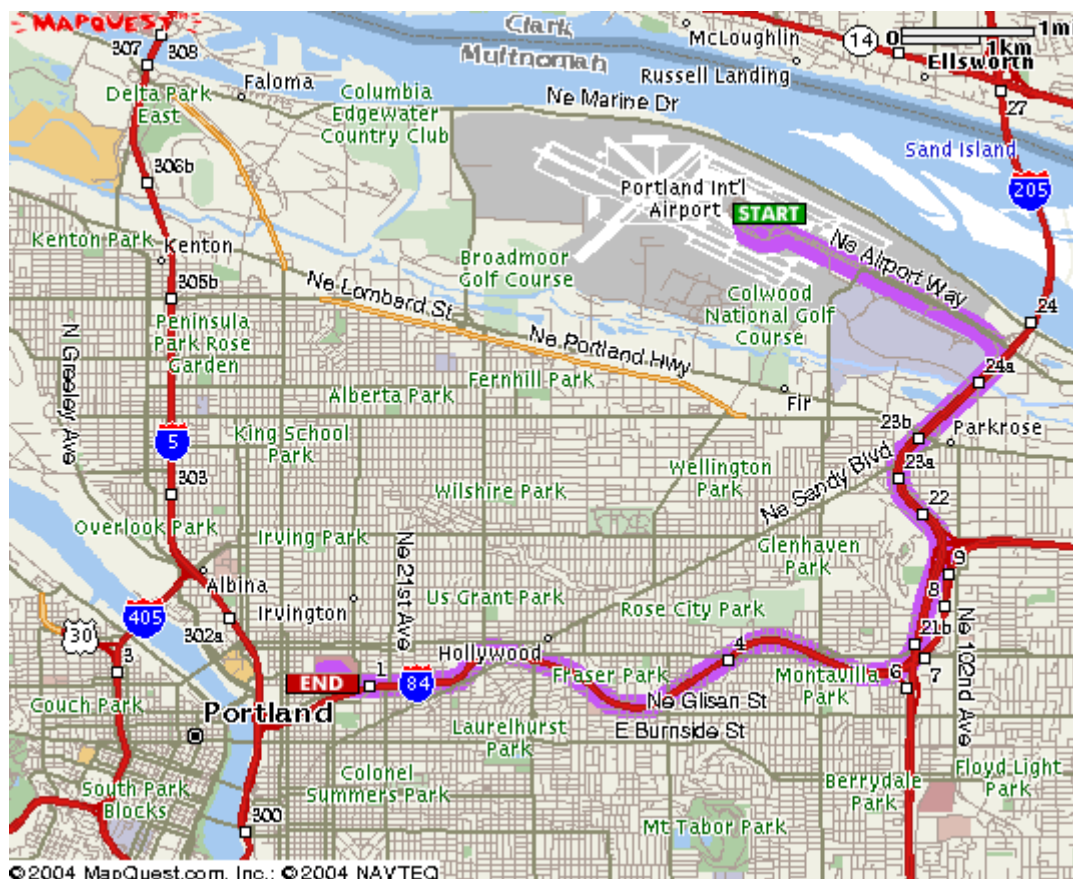 MAPQUEST
Clark
Multnomah
McLoughlin
14
0
1mi
1km
307
308
Ellsworth
Russell Landing
Faloma
Delta Park
East
Columbia
Edgewater
Country Club
Ne Marine Dr
27
Sand Island
306b
Portland Int'l
Airport
205
START
Kenton Park
Kenton
Ne Airport Way
Broadmoor
Golf Course
305b
Ne Lombard St
Colwood
National Golf
Course
24
N Greeley Ave
Peninsula
Park Rose
Garden
Ne Portland Hwy
24a
Fernhill Park
Alberta Park
Fir
5
King School
Park
23b
Parkrose
303
Wellington
Park
Ne Sandy Blvd
23a
Wilshire Park
22
Overlook Park
Irving Park
Ne 21st Ave
Glenhaven
Park
9
Albina
8
405
Irvington
Us Grant Park
Rose City Park
30
302a
21b
Ne 102nd Ave
3
Hollywood
4
END
1
84
Fraser Park
Montavilla
Park
6
7
Couch Park
Portland
Ne Glisan St
Laurelhurst
Park
E Burnside St
South Park
Blocks
Colonel
Summers Park
Berrydale
Park
Floyd Light
Park
300
Mt Tabor Park
©2004 MapQuest.com, Inc.; ©2004 NAVTEQ